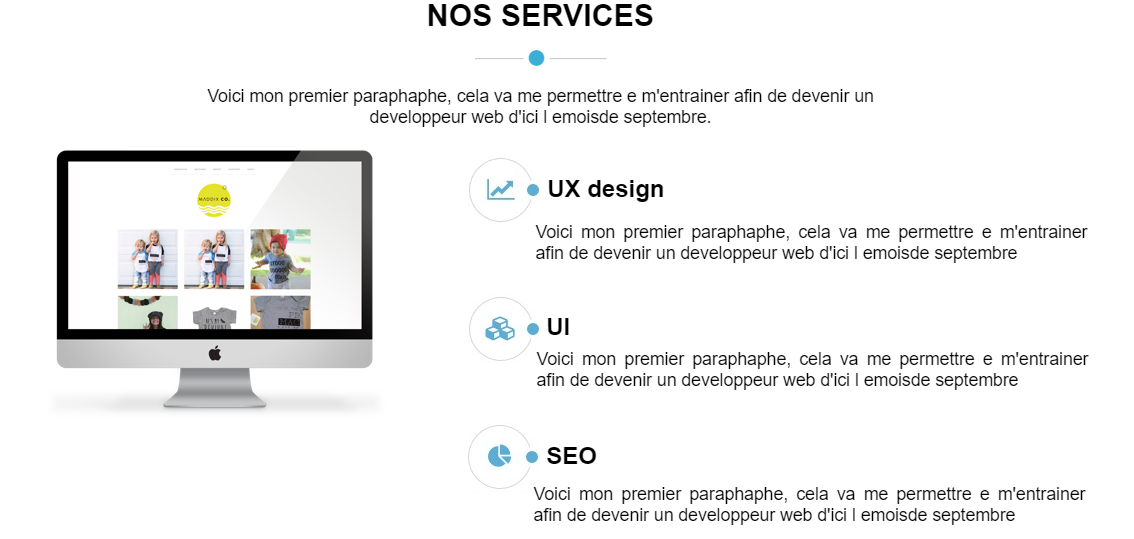 NOS SERVICES
Voici mon premier paraphaphe, cela va me permettre e m'entrainer afin de devenir un
developpeur web d'ici l emoisde septembre.
MADDIX CO.
UX design
Voici mon premier paraphaphe, cela va me permettre e m'entrainer
afin de devenir un developpeur web d'ici l emoisde septembre
UI
Voici mon premier paraphaphe, cela va me permettre e m'entrainer
afin de devenir un developpeur web d'ici l emoisde septembre
SEO
Voici mon premier paraphaphe, cela va me permettre e m'entrainer
afin de devenir un developpeur web d'ici l emoisde septembre